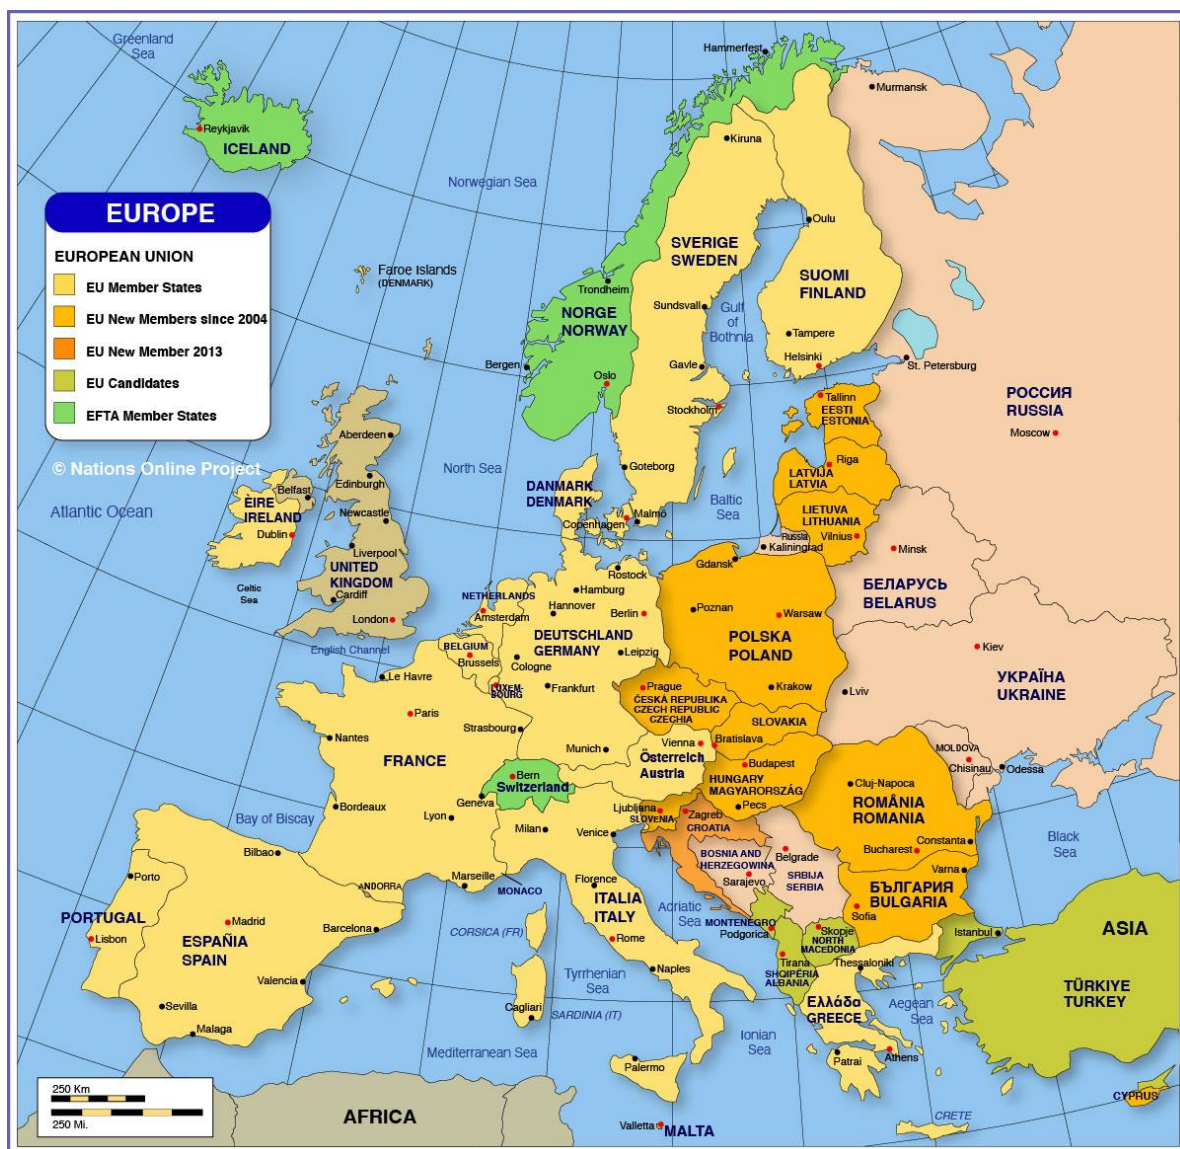 Greenland
Sea
Hammerfest
Murmansk
Reykjavik
ICELAND
Kiruna
Norwegian Sea
EUROPE
EUROPEAN UNION
EU Member States
EU New Members since 2004
EU New Member 2013
EU Candidates
EFTA Member States
© Nations Online Project
Oulu
SVERIGE
SWEDEN
SUOMI
FINLAND
Faroe Islands
(DENMARK)
Trondheim
NORGE
NORWAY
Sundsvall
Gulf
of
Bothnia
Tampere
Helsinki
St. Petersburg
Bergen
Oslo
Gavle
Stockholm
Tallinn
EESTI
ESTONIA
РОССИЯ
RUSSIA
Moscow
Aberdeen
North Sea
Goteborg
Riga
LATVIJA
LATVIA
Edinburgh
Belfast
DANMARK
DENMARK
Baltic
Sea
Atlantic Ocean
ÈIRE
IRELAND
Dublin
Newcastle
Copenhagen
Malmö
LIETUVA
LITHUANIA
Vilnius
Russia
Kaliningrad
Minsk
Liverpool
UNITED
KINGDOM
Cardiff
London
Celtic
Sea
English Channel
Gdansk
Rostock
Hamburg
NETHERLANDS
Amsterdam
Hannover
Berlin
Poznan
Warsaw
БЕЛАРУСЬ
BELARUS
DEUTSCHLAND
GERMANY
Leipzig
POLSKA
POLAND
BELGIUM
Brussels
Cologne
Kiev
Le Havre
LUXEM-
BOURG
Frankfurt
Prague
Krakow
Lviv
УКРАЇНА
UKRAINE
ČESKÁ REPUBLIKA
CZECH REPUBLIC
CZECHIA
SLOVAKIA
Paris
Strasbourg
Nantes
Munich
Vienna
Bratislava
Österreich
Austria
Budapest
HUNGARY
MAGYARORSZÁG
MOLDOVA
Chisinau
Odessa
FRANCE
Bern
Switzerland
Geneva
Cluj-Napoca
ROMÂNIA
ROMANIA
Bordeaux
Lyon
Pecs
Ljubljana
SLOVENIA
Zagreb
CROATIA
Bay of Biscay
Milan
Venice
Constanta
Bucharest
Black
Sea
Bilbao
BOSNIA AND
HERZEGOWINA
Sarajevo
Belgrade
SRBIJA
SERBIA
Varna
БЪЛГАРИЯ
BULGARIA
Sofia
Porto
ANDORRA
Marseille
MONACO
Florence
ITALIA
ITALY
Adriatic
Sea
MONTENEGRO
Podgorica
Skopje
NORTH
MACEDONIA
Istanbul
ASIA
PORTUGAL
Lisbon
Madrid
ESPAÑIA
SPAIN
Barcelona
CORSICA (FR)
Rome
Tirana
SHQIPËRIA
ALBANIA
Thessaloniki
Valencia
Tyrrhenian
Sea
Naples
TÜRKIYE
TURKEY
Sevilla
Malaga
Cagliari
SARDINIA (IT)
Ελλάδα
GREECE
Aegean
Sea
Ionian
Sea
Mediterranean Sea
Palermo
Patrai
Athens
250 Km
250 Mi.
AFRICA
Valletta
MALTA
CRETE
CYPRUS